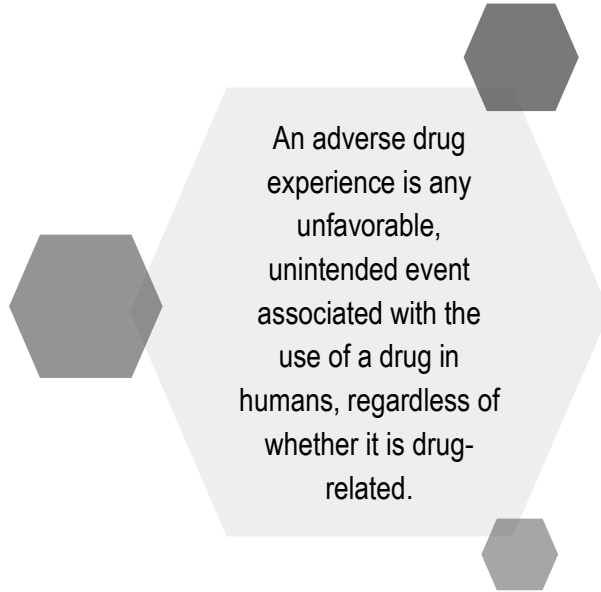 An adverse drug
experience is any
unfavorable,
unintended event
associated with the
use of a drug in
humans, regardless of
whether it is drug-
related.